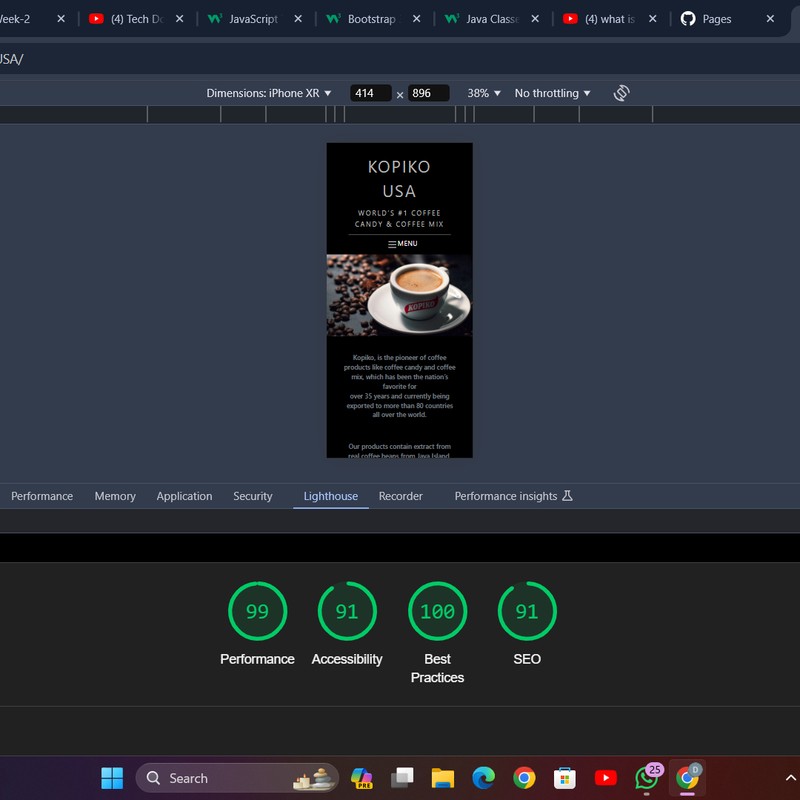 Week-2
(4) Tech Do
JavaScript
Bootstrap
Java Classe
(4) what is
Pages
USA/
Dimensions: iPhone XR 414 × 896 38% No throttling
KOPIKO
USA
WORLD'S #1 COFFEE
CANDY & COFFEE MIX
MENU
KOPIKO
Kopiko, is the pioneer of coffee
products like coffee candy and coffee
mix, which has been the nation's
favorite for
over 35 years and currently being
exported to more than 80 countries
all over the world.
Our products contain extract from
real coffee beans from Java Island,
Performance Memory Application Security Lighthouse Recorder Performance insights
99 91 100 91
Performance Accessibility Best Practices SEO
Search
PRE
25
D